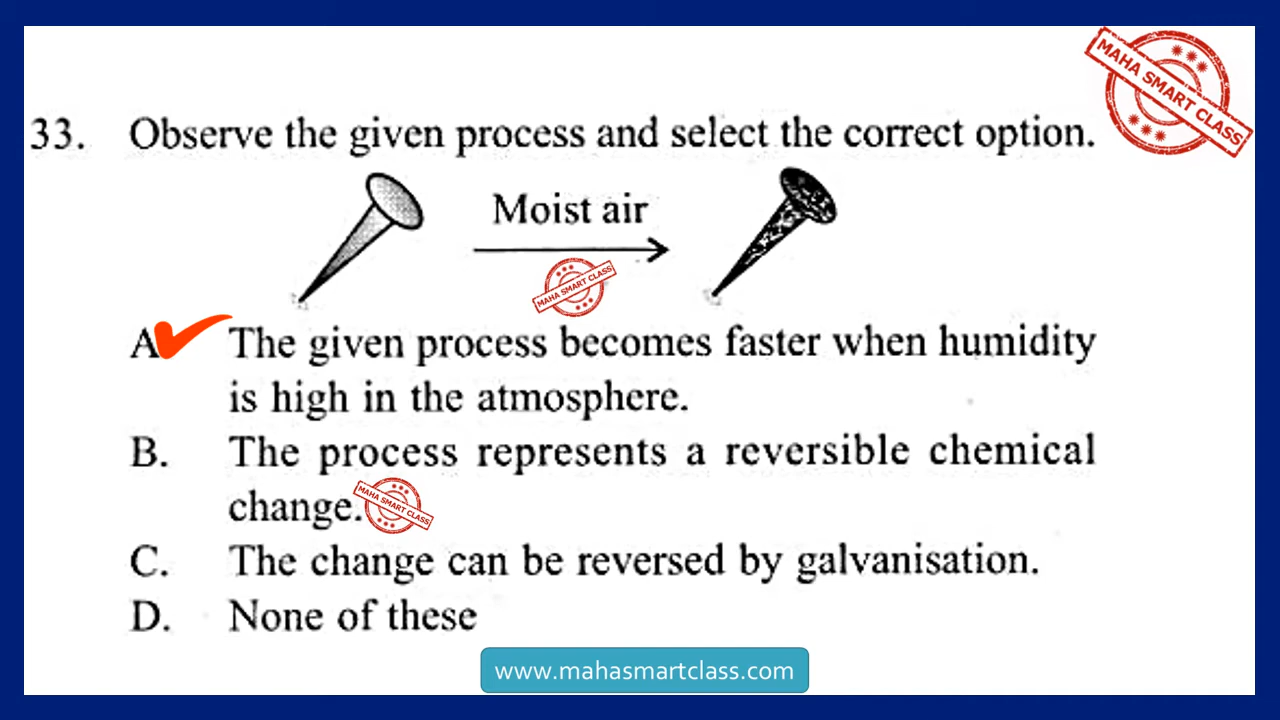 MAHA SMART CLASS
33. Observe the given process and select the correct option.
Moist air
MAHA SMART CLASS
A The given process becomes faster when humidity
is high in the atmosphere.
B. The process represents a reversible chemical
change.
MAHA SMART CLASS
C. The change can be reversed by galvanisation.
D. None of these
www.mahasmartclass.com